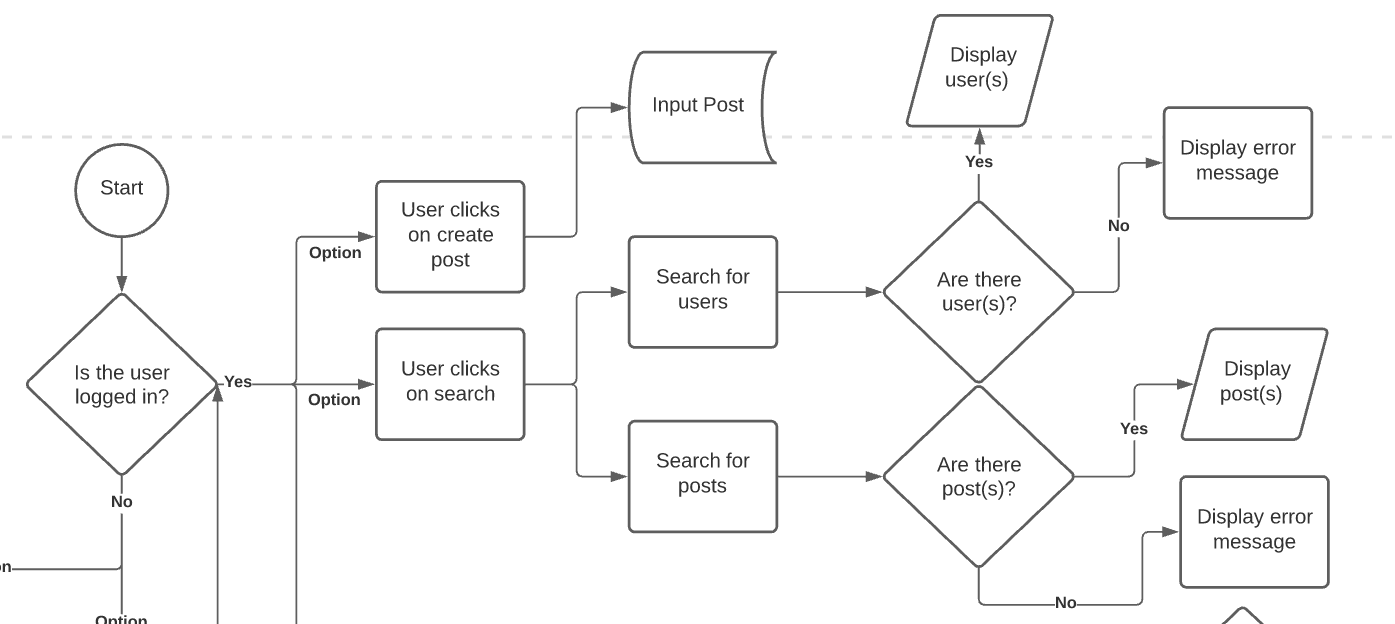 Display
user(s)
Input Post
Display error
message
Start
Yes
User clicks
on create
post
Option
No
Search for
users
Are there
user(s)?
Is the user
logged in?
Yes
User clicks
on search
Option
Display
post(s)
Yes
Search for
posts
Are there
post(s)?
No
Display error
message
on
No
Option